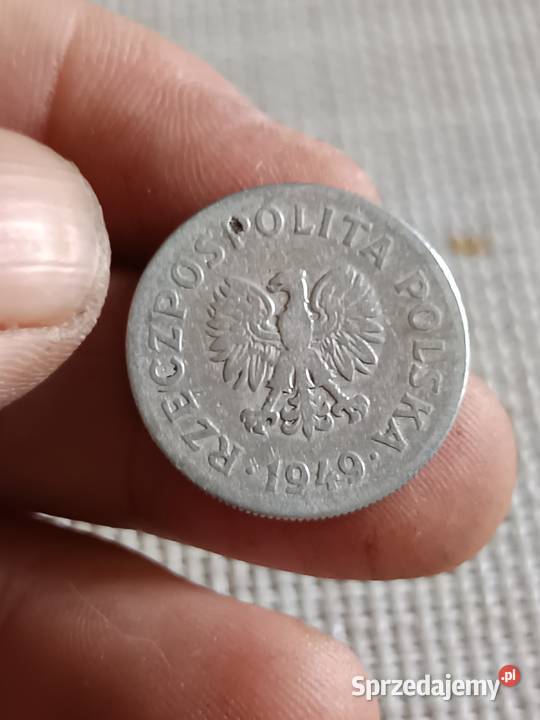 RZECZPOSPOLITA POLSKA
· 1949 ·
Sprzedajemy.pl